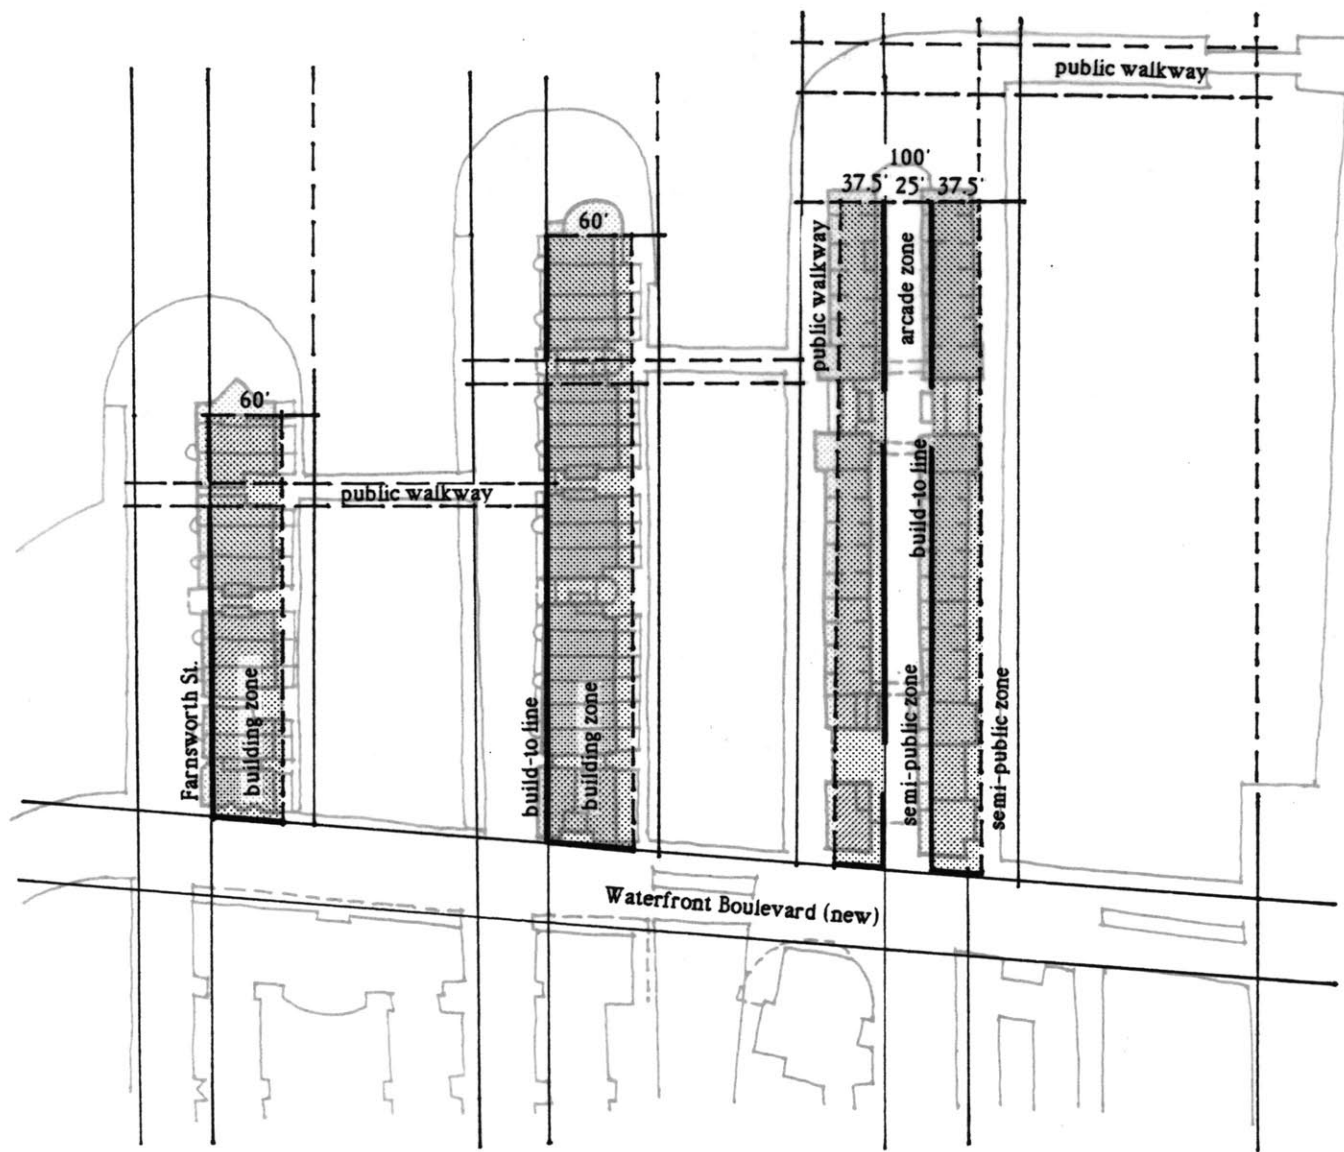 public walkway
100'
37.5' 25' 37.5'
60'
60'
public walkway
arcade zone
public walkway
build-to line
Farnsworth St.
building zone
build-to line
building zone
semi-public zone
semi-public zone
Waterfront Boulevard (new)